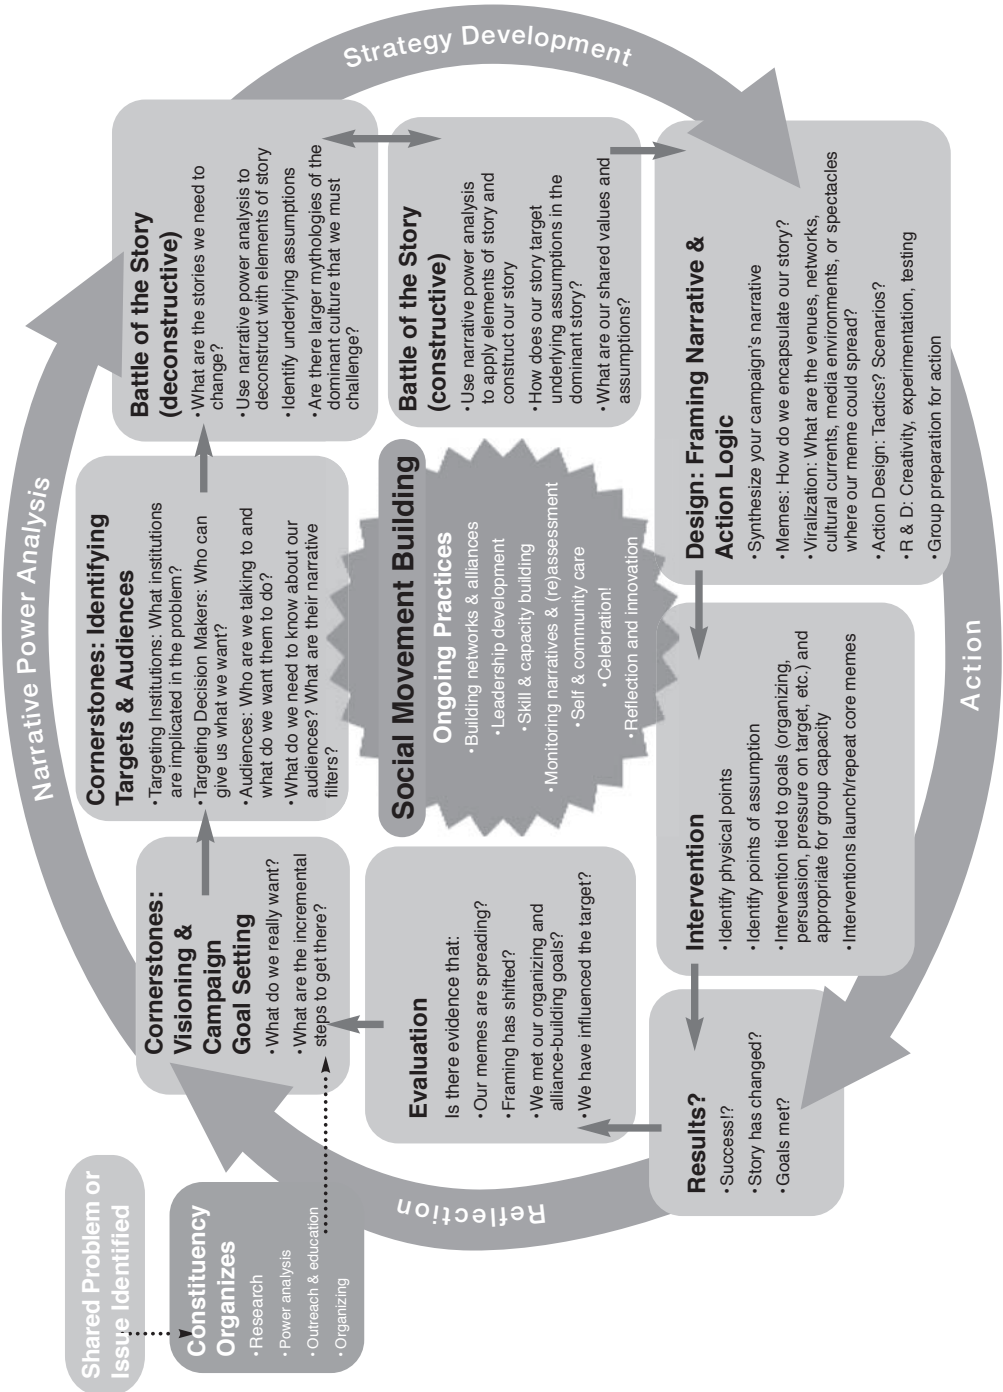 Shared Problem or
Issue Identified
Constituency
Organizes
•Research
•Power analysis
•Outreach & education
•Organizing
Narrative Power Analysis
Cornerstones:
Visioning &
Campaign
Goal Setting
•What do we really want?
•What are the incremental
steps to get there?
Cornerstones: Identifying
Targets & Audiences
•Targeting Institutions: What institutions
are implicated in the problem?
•Targeting Decision Makers: Who can
give us what we want?
•Audiences: Who are we talking to and
what do we want them to do?
•What do we need to know about our
audiences? What are their narrative
filters?
Battle of the Story
(deconstructive)
•What are the stories we need to
change?
•Use narrative power analysis to
deconstruct with elements of story
•Identify underlying assumptions
•Are there larger mythologies of the
dominant culture that we must
challenge?
Strategy Development
Battle of the Story
(constructive)
•Use narrative power analysis
to apply elements of story and
construct our story
•How does our story target
underlying assumptions in the
dominant story?
•What are our shared values and
assumptions?
Design: Framing Narrative &
Action Logic
•Synthesize your campaign's narrative
•Memes: How do we encapsulate our story?
•Viralization: What are the venues, networks,
cultural currents, media environments, or spectacles
where our meme could spread?
•Action Design: Tactics? Scenarios?
•R & D: Creativity, experimentation, testing
•Group preparation for action
Action
Intervention
•Identify physical points
•Identify points of assumption
•Intervention tied to goals (organizing,
persuasion, pressure on target, etc.) and
appropriate for group capacity
•Interventions launch/repeat core memes
Results?
•Success!?
•Story has changed?
•Goals met?
Reflection
Evaluation
Is there evidence that:
•Our memes are spreading?
•Framing has shifted?
•We met our organizing and
alliance-building goals?
•We have influenced the target?
Social Movement Building
Ongoing Practices
•Building networks & alliances
•Leadership development
•Skill & capacity building
•Monitoring narratives & (re)assessment
•Self & community care
•Celebration!
•Reflection and innovation